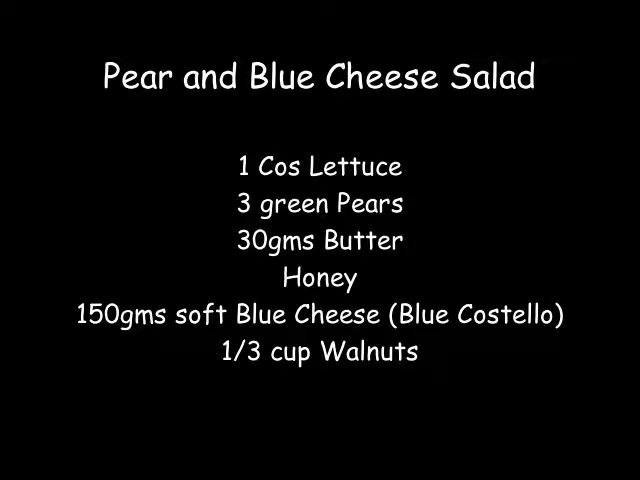 Pear and Blue Cheese Salad
1 Cos Lettuce
3 green Pears
30gms Butter
Honey
150gms soft Blue Cheese (Blue Costello)
1/3 cup Walnuts